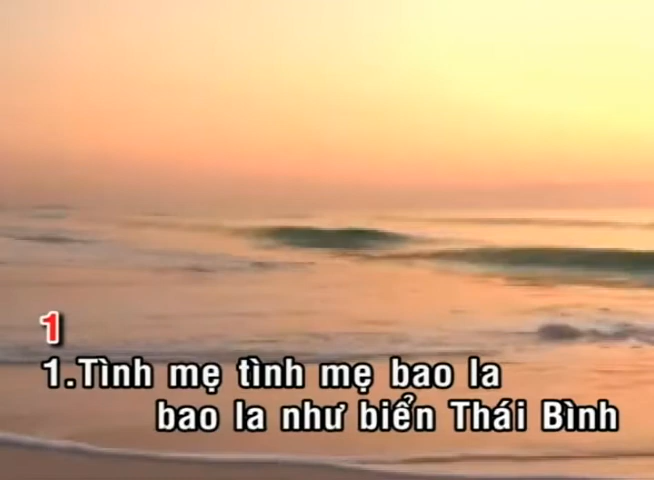 1
1.Tình mẹ tình mẹ bao la
bao la như biển Thái Bình